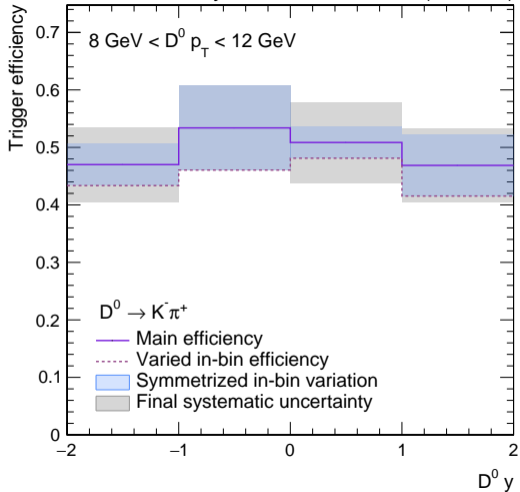 8 GeV < D⁰ p_T < 12 GeV
Trigger efficiency
0.7
0.6
0.5
0.4
0.3
0.2
0.1
0
D⁰ → K⁻π⁺
Main efficiency
Varied in-bin efficiency
Symmetrized in-bin variation
Final systematic uncertainty
−2 −1 0 1 2
D⁰ y